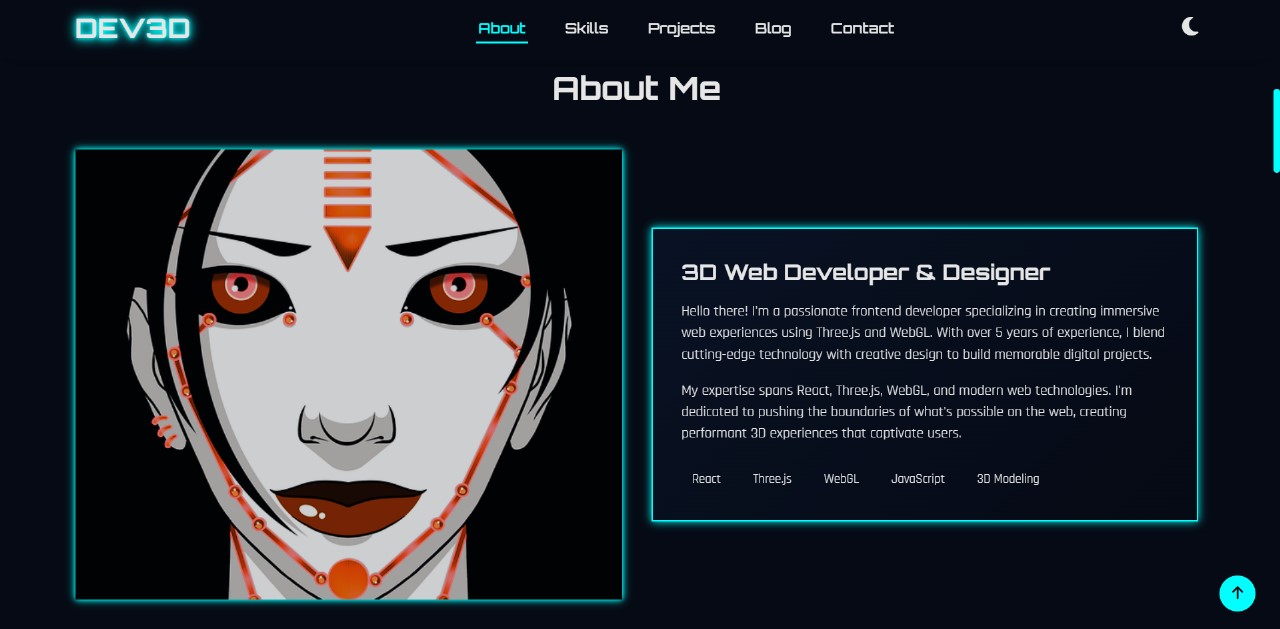 DEV3D
About Skills Projects Blog Contact
About Me
3D Web Developer & Designer
Hello there! I'm a passionate frontend developer specializing in creating immersive
web experiences using Three.js and WebGL. With over 5 years of experience, I blend
cutting-edge technology with creative design to build memorable digital projects.
My expertise spans React, Three.js, WebGL, and modern web technologies. I'm
dedicated to pushing the boundaries of what's possible on the web, creating
performant 3D experiences that captivate users.
React Three.js WebGL JavaScript 3D Modeling